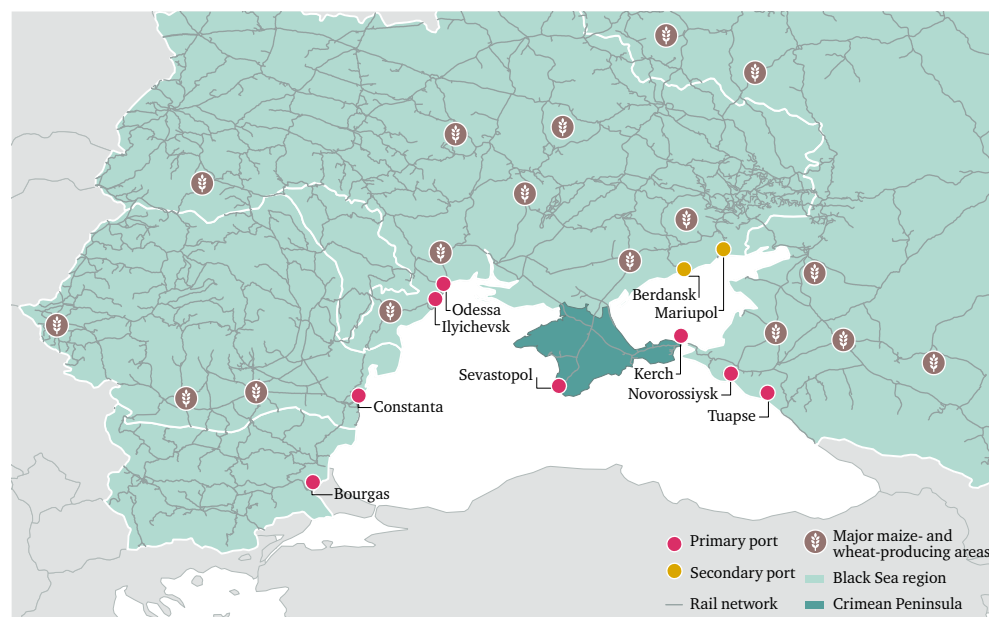 Berdansk
Mariupol
Odessa
Ilyichevsk
Sevastopol
Kerch
Novorossiysk
Constanta
Tuapse
Bourgas
Primary port
Secondary port
Rail network
Major maize- and
wheat-producing areas
Black Sea region
Crimean Peninsula